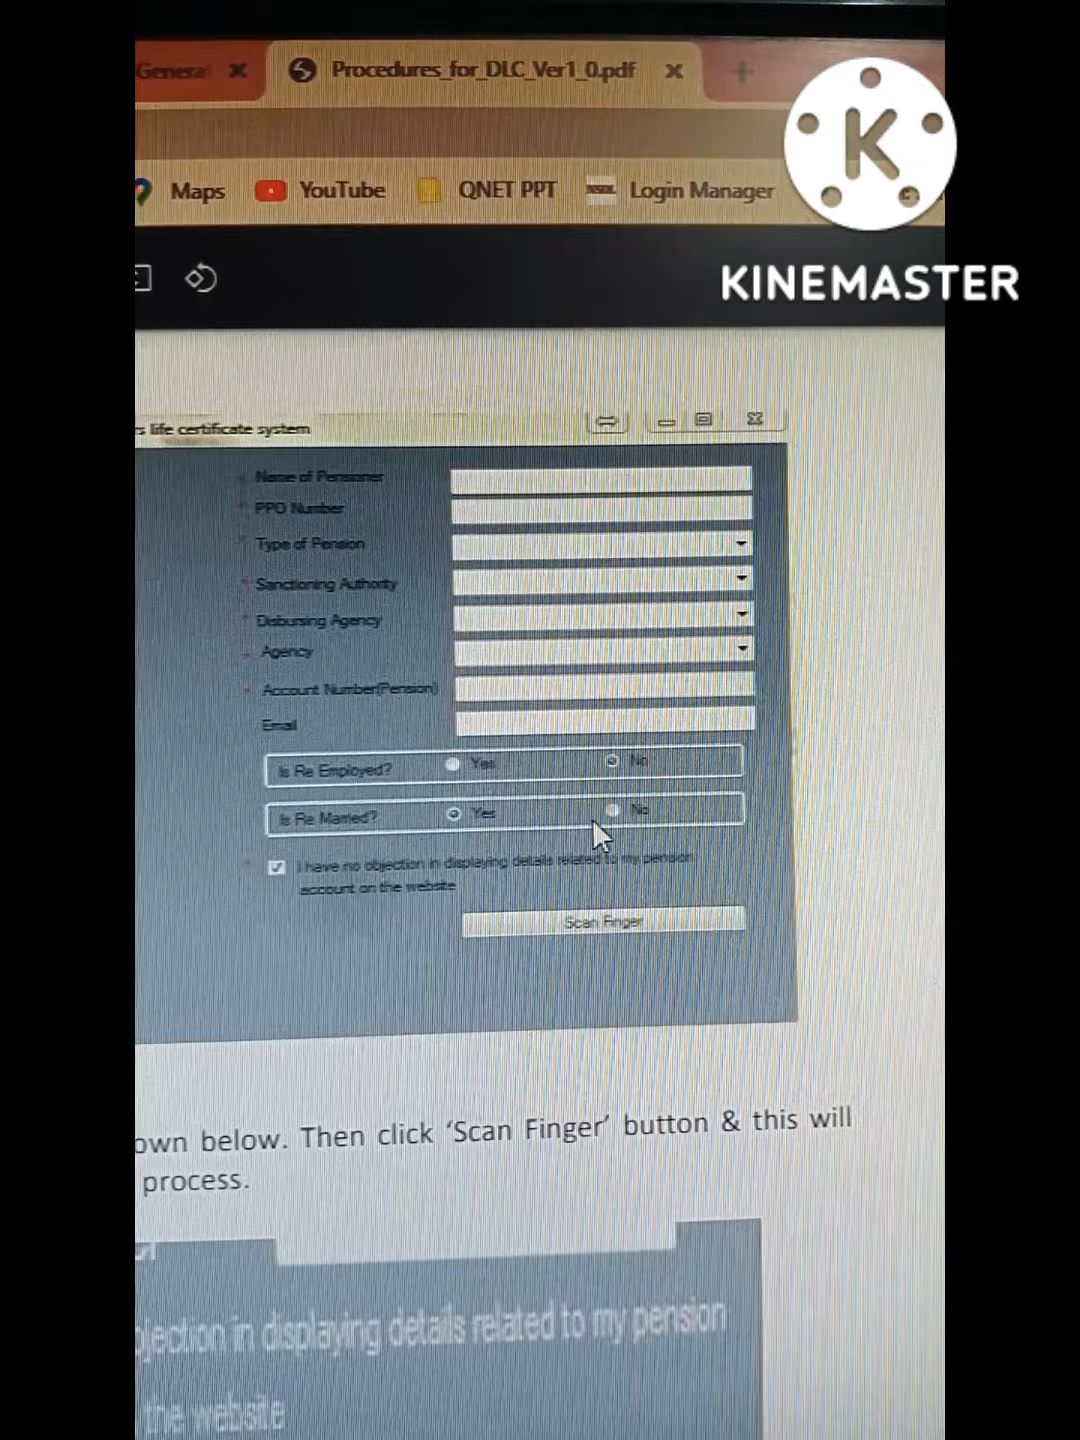 General
Procedures_for_DLC_Ver1_0.pdf
Maps
YouTube
QNET PPT
NSDL
Login Manager
K
KINEMASTER
s life certificate system
Name of Pensioner
PPO Number
Type of Pension
Sanctioning Authority
Disbursing Agency
Agency
Account Number(Pension)
Email
Is Re Employed? Yes No
Is Re Married? Yes No
I have no objection in displaying details related to my pension
account on the website
Scan Finger
own below. Then click ‘Scan Finger’ button & this will
process.
bjection in displaying details related to my pension
the website